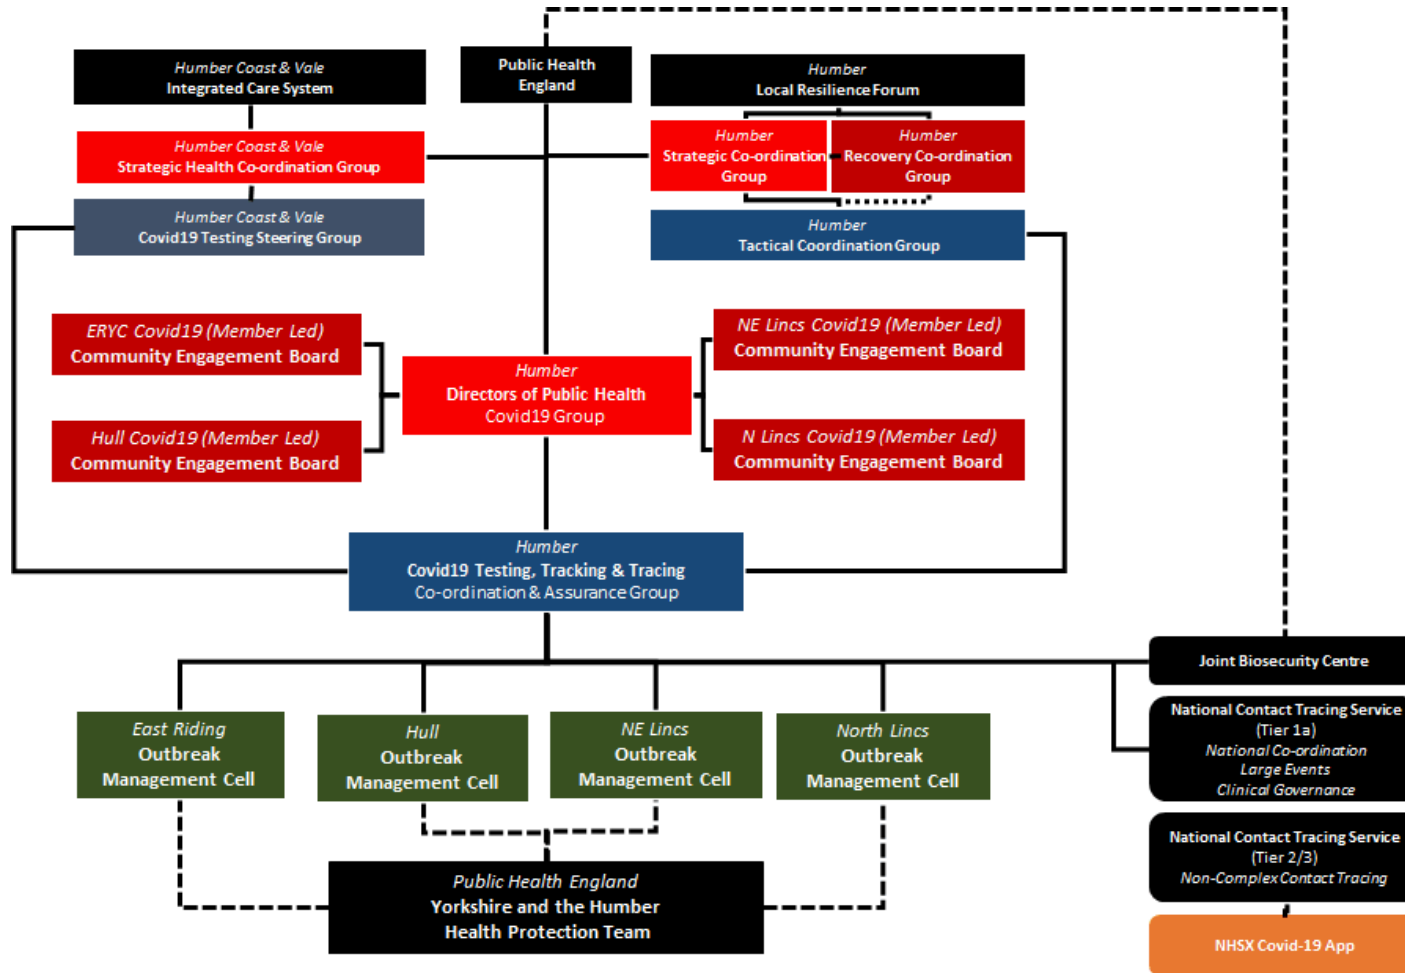 Humber Coast & Vale
Integrated Care System
Public Health
England
Humber
Local Resilience Forum
Humber Coast & Vale
Strategic Health Co-ordination Group
Humber
Strategic Co-ordination
Group
Humber
Recovery Co-ordination
Group
Humber Coast & Vale
Covid19 Testing Steering Group
Humber
Tactical Coordination Group
ERYC Covid19 (Member Led)
Community Engagement Board
NE Lincs Covid19 (Member Led)
Community Engagement Board
Humber
Directors of Public Health
Covid19 Group
Hull Covid19 (Member Led)
Community Engagement Board
N Lincs Covid19 (Member Led)
Community Engagement Board
Humber
Covid19 Testing, Tracking & Tracing
Co-ordination & Assurance Group
Joint Biosecurity Centre
National Contact Tracing Service
(Tier 1a)
National Co-ordination
Large Events
Clinical Governance
East Riding
Outbreak
Management Cell
Hull
Outbreak
Management Cell
NE Lincs
Outbreak
Management Cell
North Lincs
Outbreak
Management Cell
National Contact Tracing Service
(Tier 2/3)
Non-Complex Contact Tracing
Public Health England
Yorkshire and the Humber
Health Protection Team
NHSX Covid-19 App